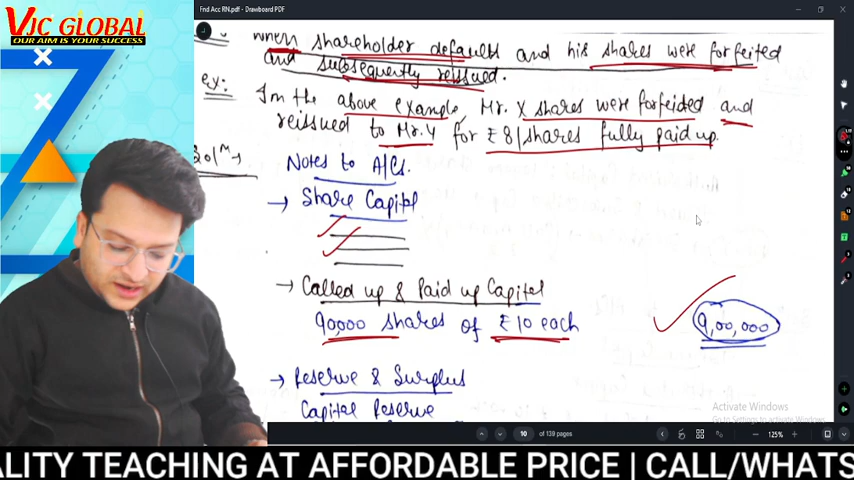 VJC GLOBAL
OUR AIM IS YOUR SUCCESS
Fnd Acc RN.pdf - Drawboard PDF
when shareholder defaults and his shares were forfeited
and subsequently reissued.
ex:
In the above example, Mr. X shares were forfeited and
reissued to Mr. Y for ₹ 8/shares fully paid up.
Solⁿ→
Notes to A/Cs.
→ Share Capital
→ Called up & Paid up Capital
90,000 shares of ₹ 10 each
9,00,000
→ Reserve & Surplus
Capital Reserve
Activate Windows
Go to Settings to activate Windows
10 of 139 pages
125%
ALITY TEACHING AT AFFORDABLE PRICE | CALL/WHATS